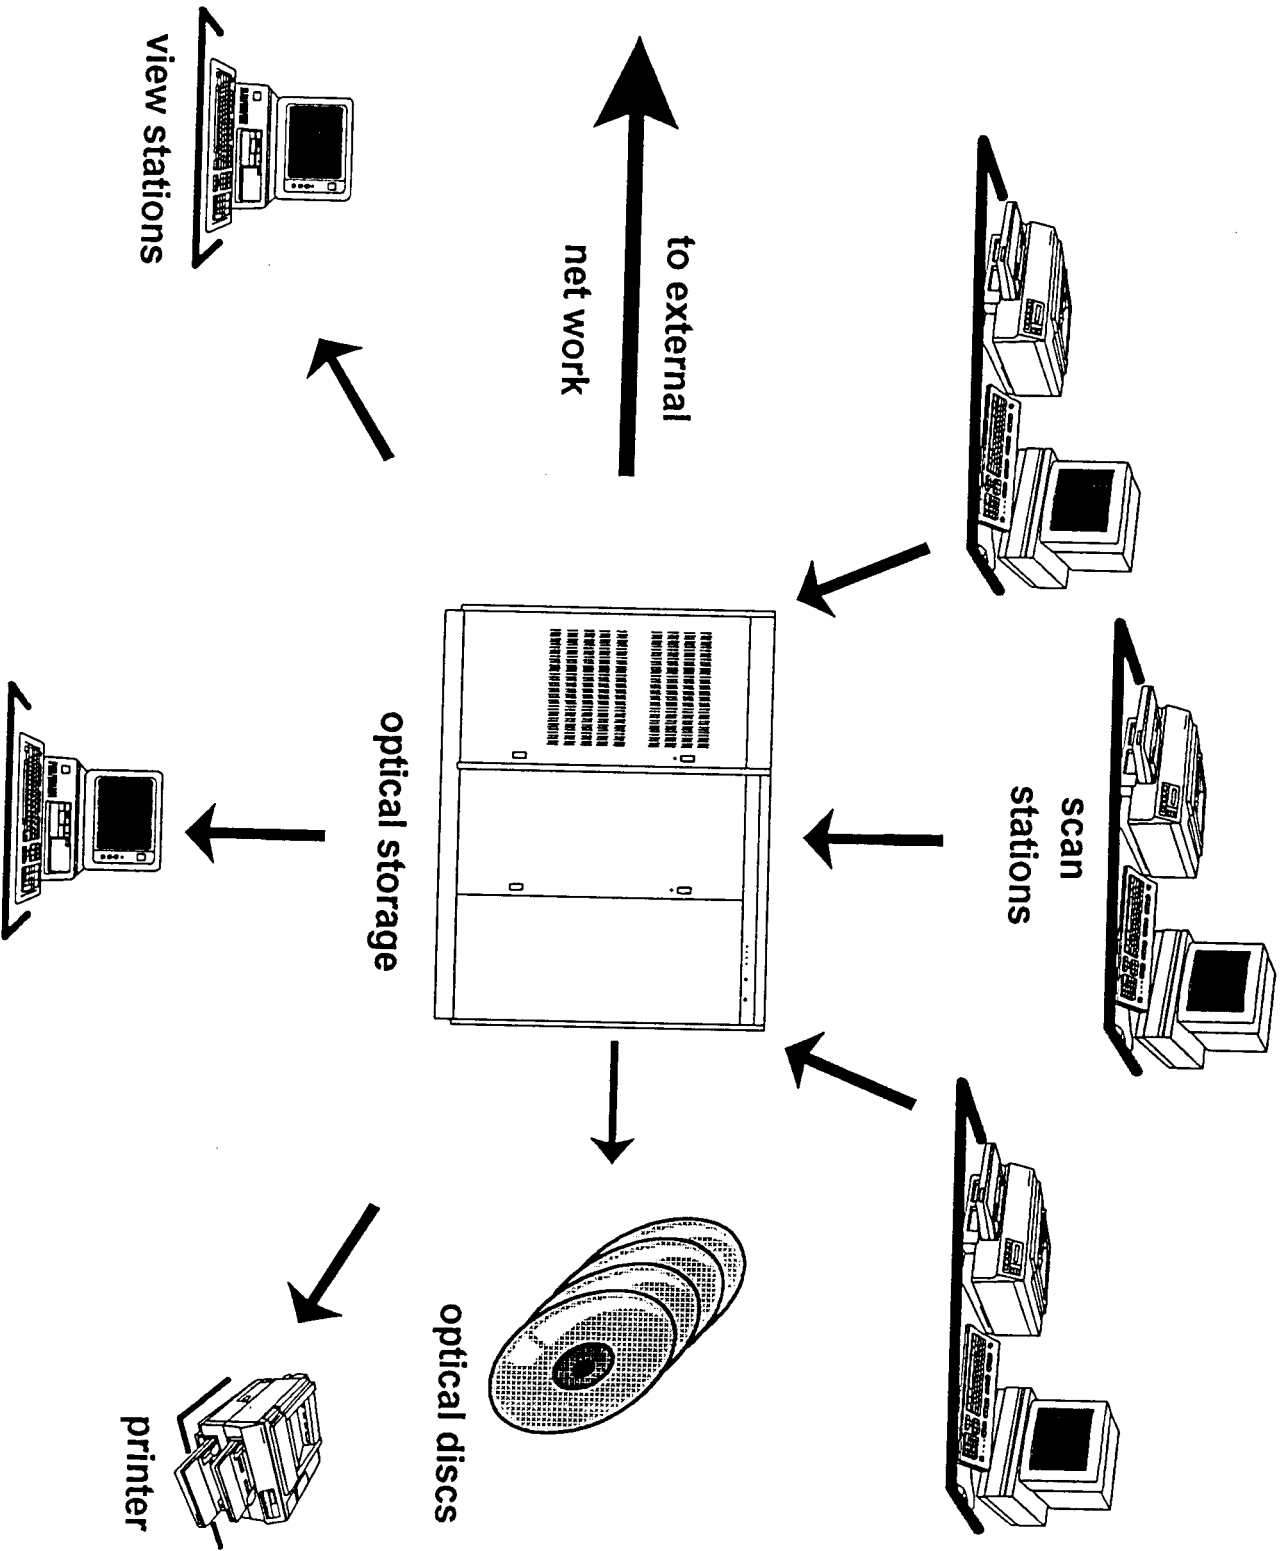 scan
stations
to external
net work
optical storage
optical discs
view stations
printer